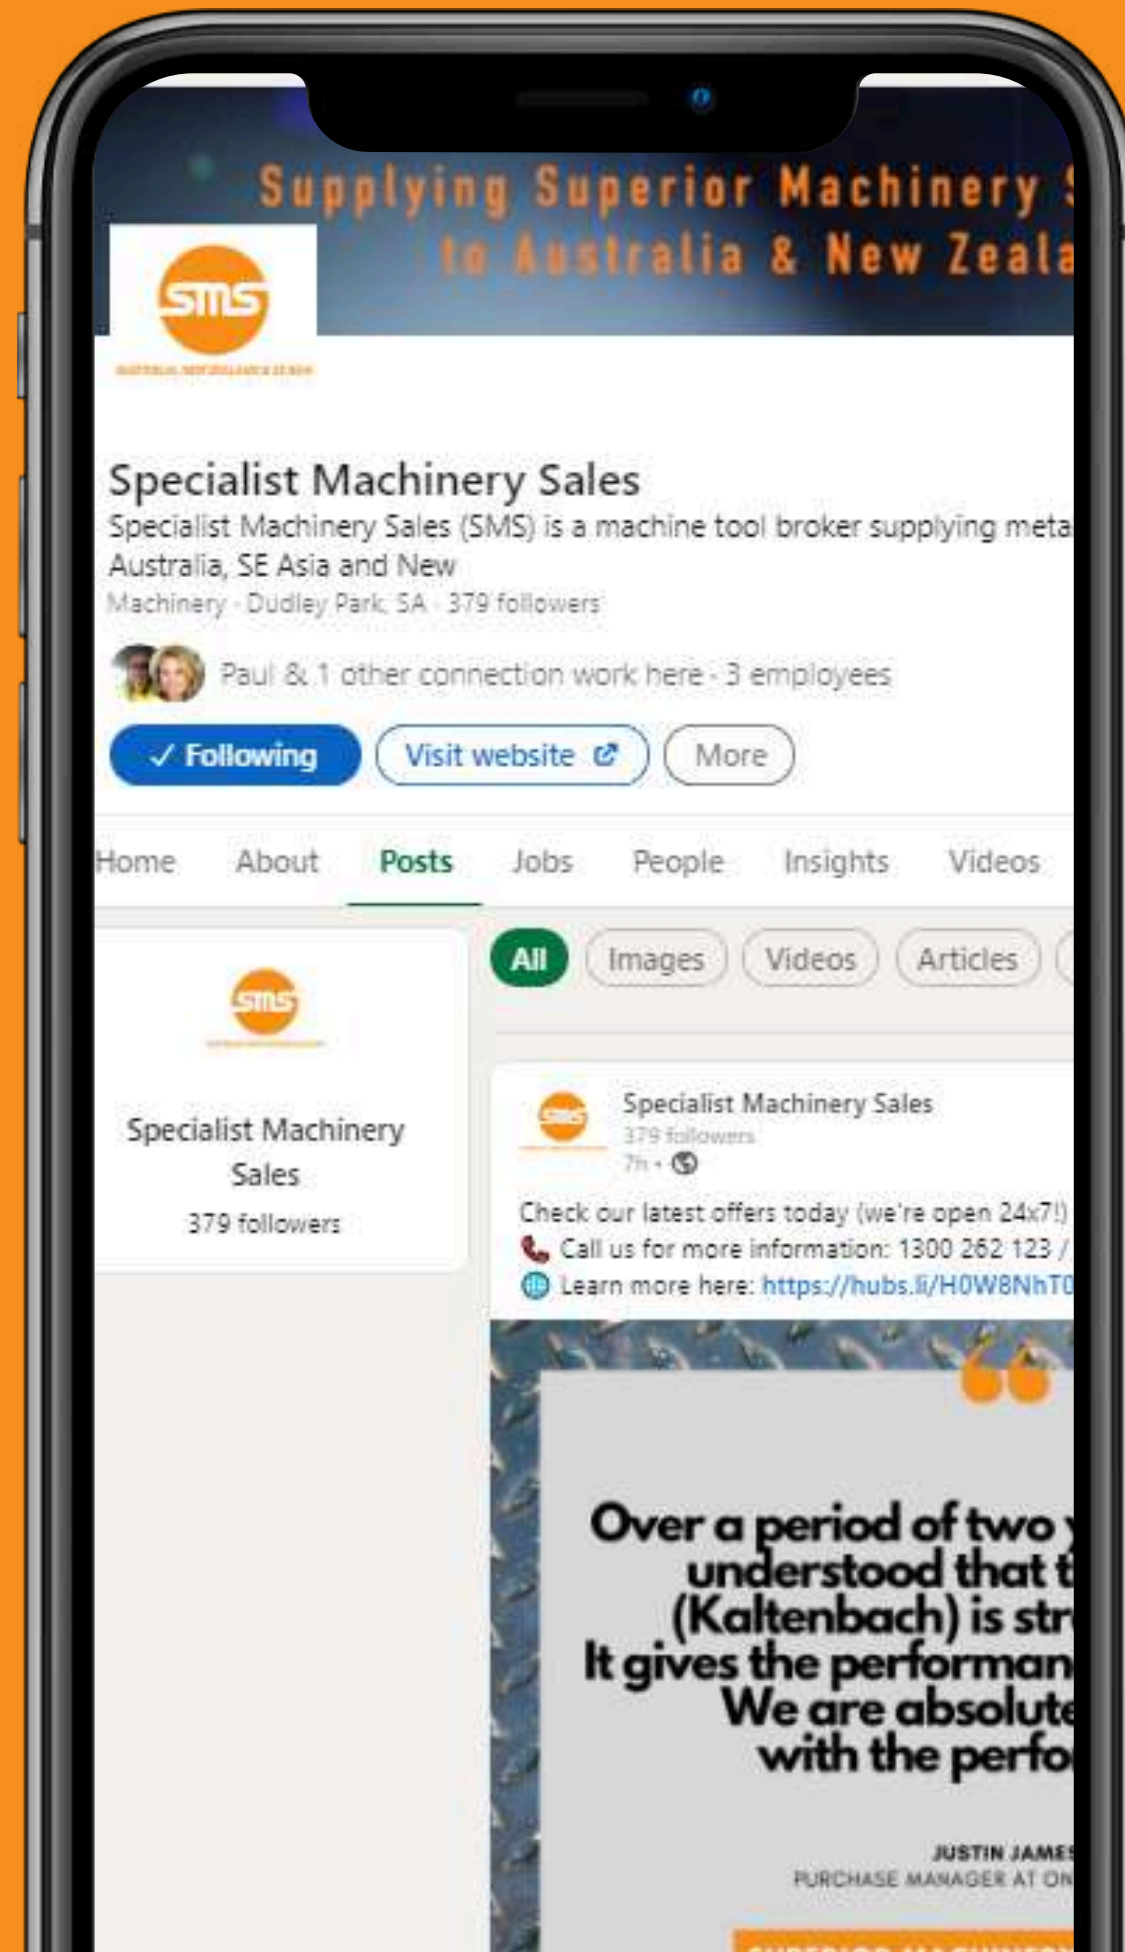 Supplying Superior Machinery
to Australia & New Zeala
sms
Specialist Machinery Sales
Specialist Machinery Sales (SMS) is a machine tool broker supplying meta
Australia, SE Asia and New
Machinery · Dudley Park, SA · 379 followers
Paul & 1 other connection work here · 3 employees
✓ Following
Visit website
More
Home About Posts Jobs People Insights Videos
sms
Specialist Machinery
Sales
379 followers
All Images Videos Articles
sms
Specialist Machinery Sales
379 followers
7h •
Check our latest offers today (we're open 24x7!)
Call us for more information: 1300 262 123 /
Learn more here: https://hubs.li/H0W8NhT0
“
Over a period of two
understood that t
(Kaltenbach) is str
It gives the performan
We are absolute
with the perfo
JUSTIN JAMES
PURCHASE MANAGER AT ON